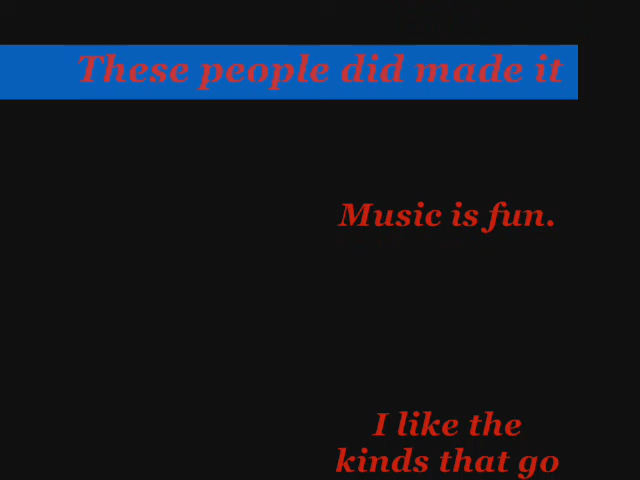 These people did made it
Music is fun.
I like the
kinds that go